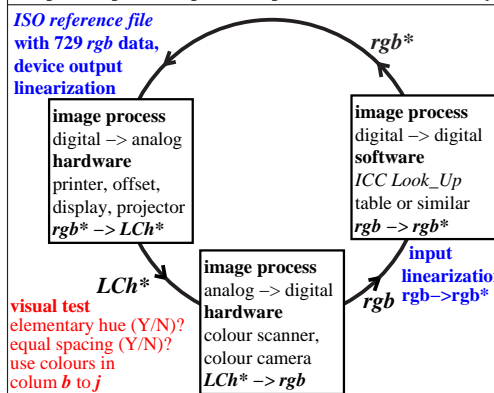 ISO reference file
with 729 rgb data,
device output
linearization
rgb*
image process
digital –> analog
hardware
printer, offset,
display, projector
rgb* –> LCh*
image process
digital –> digital
software
ICC Look_Up
table or similar
rgb –> rgb*
LCh*
image process
analog –> digital
hardware
colour scanner,
colour camera
LCh* –> rgb
rgb
input
linearization
rgb–>rgb*
visual test
elementary hue (Y/N)?
equal spacing (Y/N)?
use colours in
colum b to j